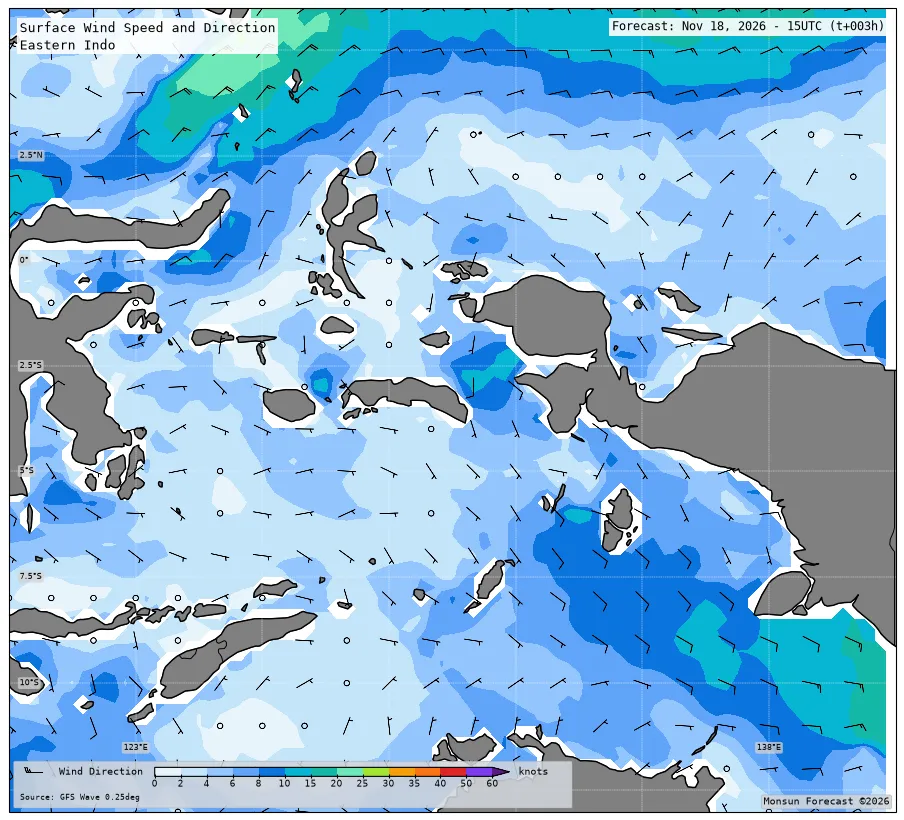 Surface Wind Speed and Direction
Eastern Indo
Forecast: Nov 18, 2026 - 15UTC (t+003h)
2.5°N
0°
2.5°S
5°S
7.5°S
10°S
123°E
138°E
Wind Direction
knots
0 2 4 6 8 10 15 20 25 30 35 40 50 60
Source: GFS Wave 0.25deg
Monsun Forecast ©2026